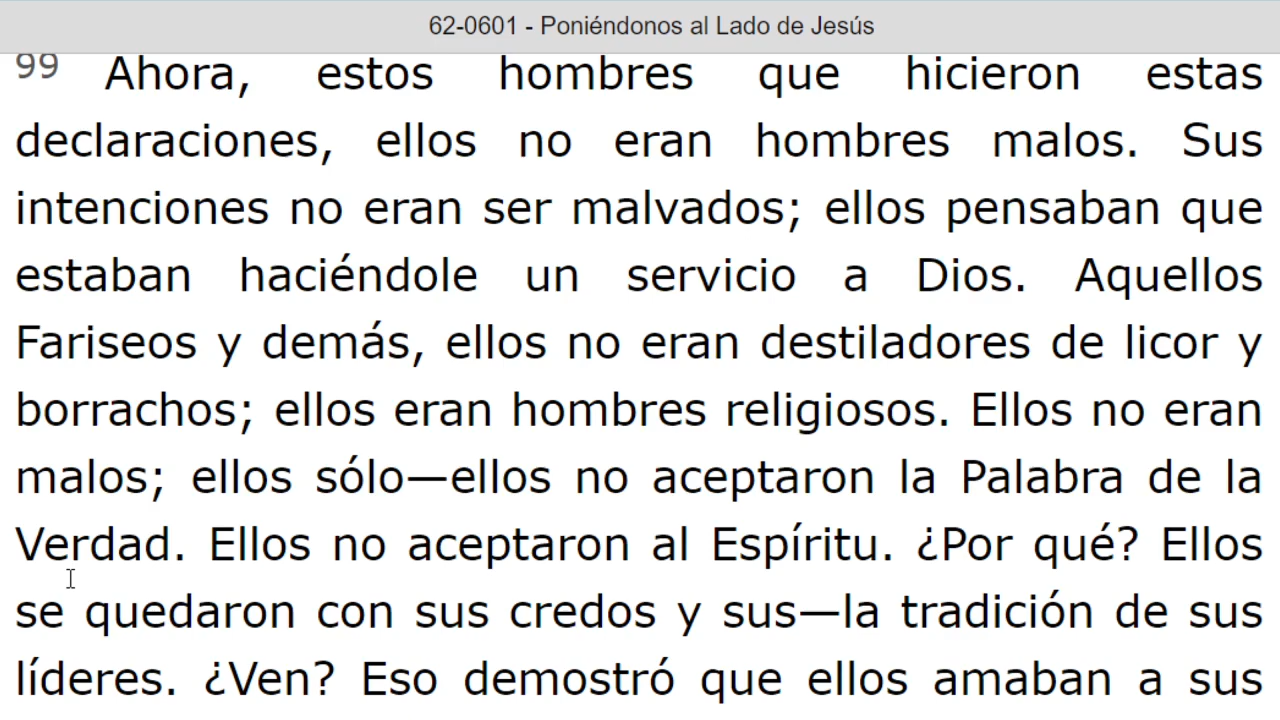 62-0601 - Poniéndonos al Lado de Jesús
99 Ahora, estos hombres que hicieron estas
declaraciones, ellos no eran hombres malos. Sus
intenciones no eran ser malvados; ellos pensaban que
estaban haciéndole un servicio a Dios. Aquellos
Fariseos y demás, ellos no eran destiladores de licor y
borrachos; ellos eran hombres religiosos. Ellos no eran
malos; ellos sólo—ellos no aceptaron la Palabra de la
Verdad. Ellos no aceptaron al Espíritu. ¿Por qué? Ellos
se quedaron con sus credos y sus—la tradición de sus
líderes. ¿Ven? Eso demostró que ellos amaban a sus